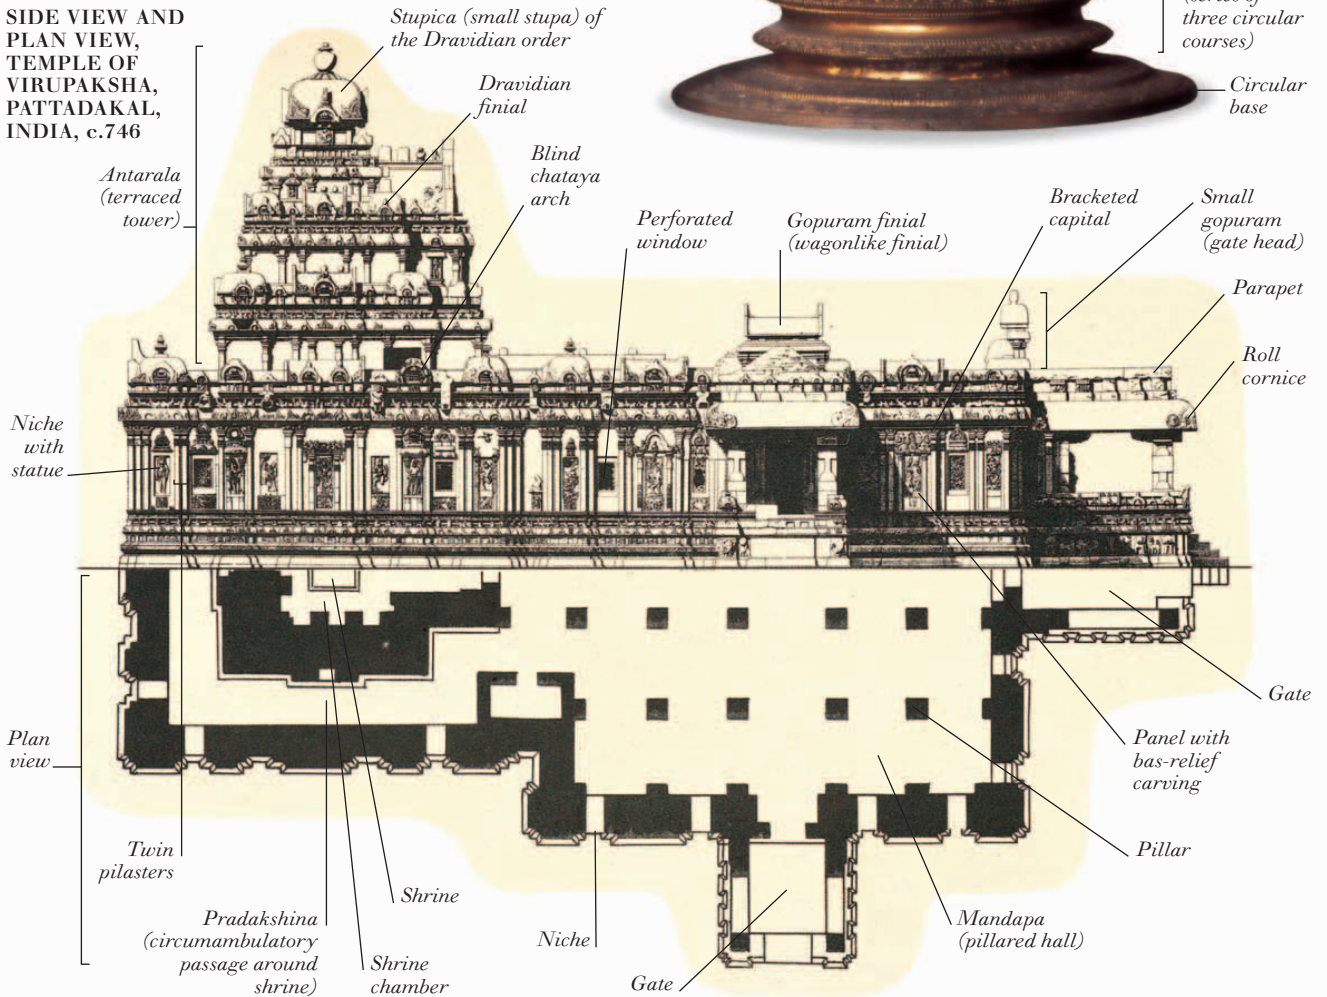 SIDE VIEW AND
PLAN VIEW,
TEMPLE OF
VIRUPAKSHA,
PATTADAKAL,
INDIA, c.746
Stupica (small stupa) of
the Dravidian order
three circular
courses)
Circular
base
Dravidian
finial
Antarala
(terraced
tower)
Blind
chataya
arch
Perforated
window
Gopuram finial
(wagonlike finial)
Bracketed
capital
Small
gopuram
(gate head)
Parapet
Roll
cornice
Niche
with
statue
Gate
Plan
view
Panel with
bas-relief
carving
Twin
pilasters
Pillar
Shrine
Pradakshina
(circumambulatory
passage around
shrine)
Shrine
chamber
Niche
Mandapa
(pillared hall)
Gate